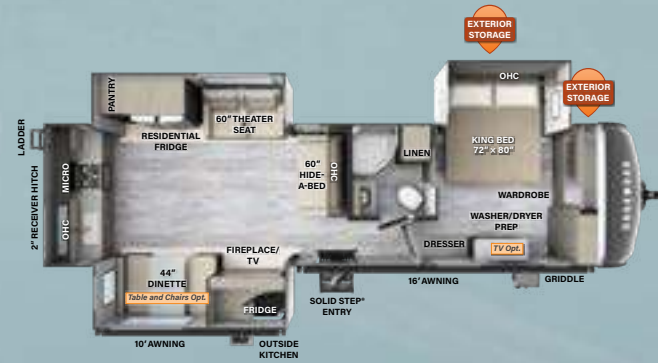 EXTERIOR
STORAGE
EXTERIOR
STORAGE
OHC
PANTRY
60" THEATER
SEAT
RESIDENTIAL
FRIDGE
LADDER
2" RECEIVER HITCH
MICRO
OHC
60"
HIDE-
A-BED
OHC
LINEN
KING BED
72" x 80"
WARDROBE
WASHER/DRYER
PREP
DRESSER
TV Opt.
FIREPLACE/
TV
44"
DINETTE
Table and Chairs Opt.
FRIDGE
SOLID STEP®
ENTRY
16' AWNING
GRIDDLE
10' AWNING
OUTSIDE
KITCHEN